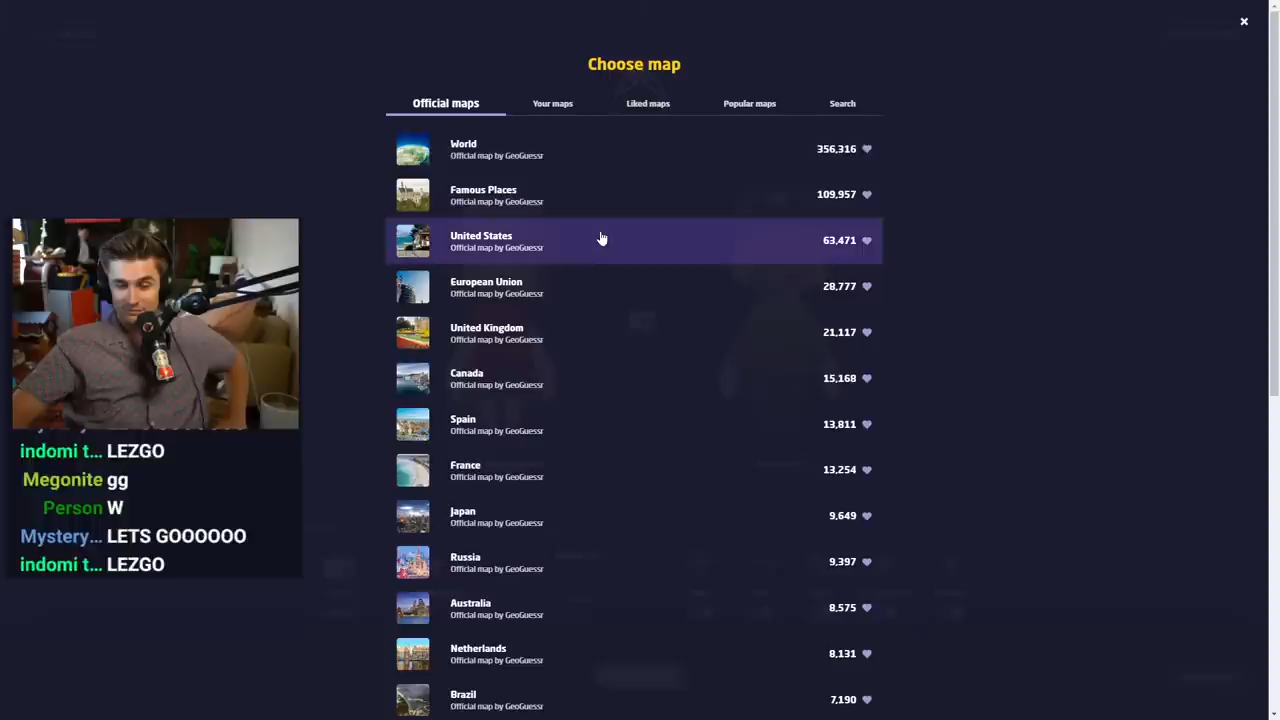 Choose map
Official maps
Your maps
Liked maps
Popular maps
Search
World
Official map by GeoGuessr
356,316
Famous Places
Official map by GeoGuessr
109,957
United States
Official map by GeoGuessr
63,471
European Union
Official map by GeoGuessr
28,777
United Kingdom
Official map by GeoGuessr
21,117
Canada
Official map by GeoGuessr
15,168
Spain
Official map by GeoGuessr
13,811
France
Official map by GeoGuessr
13,254
Japan
Official map by GeoGuessr
9,649
Russia
Official map by GeoGuessr
9,397
Australia
Official map by GeoGuessr
8,575
Netherlands
Official map by GeoGuessr
8,131
Brazil
Official map by GeoGuessr
7,190
indomi t... LEZGO
Megonite gg
Person W
Mystery... LETS GOOOOOO
indomi t... LEZGO